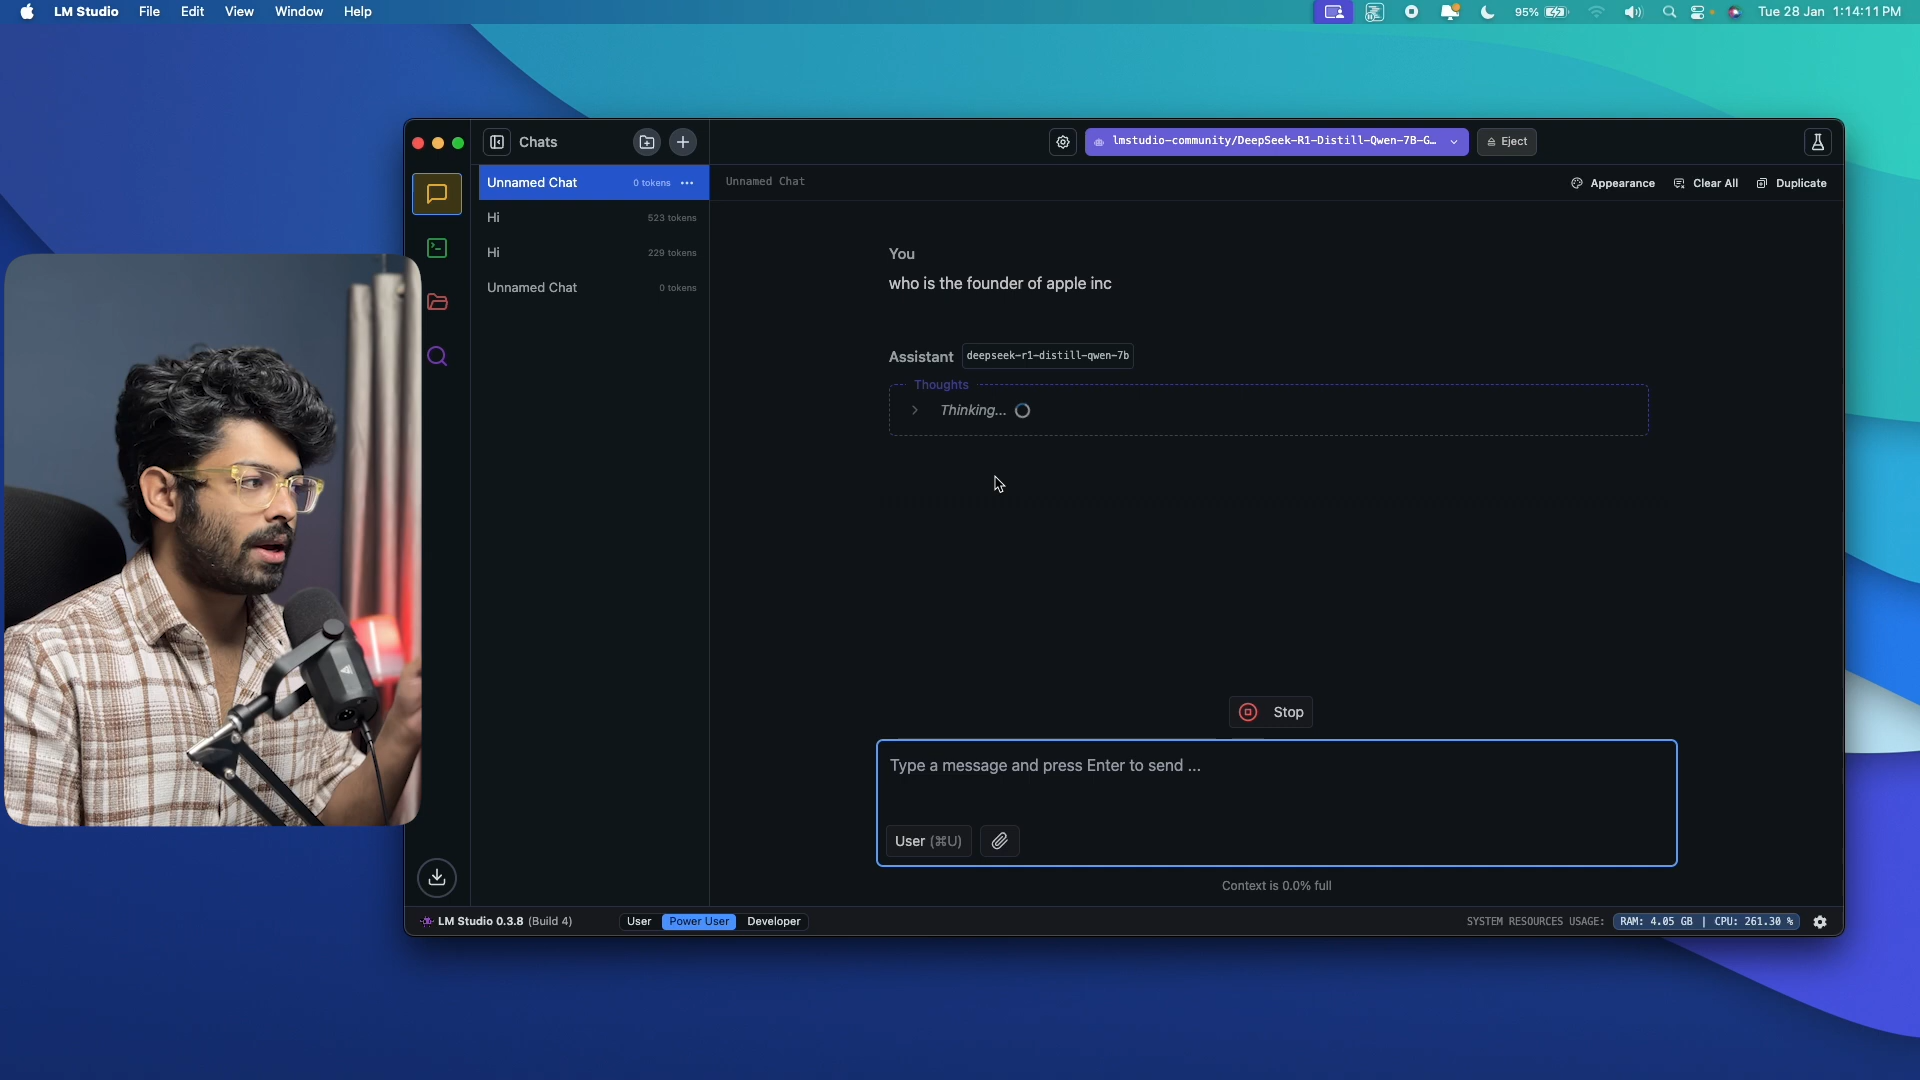 LM Studio File Edit View Window Help
95% Tue 28 Jan 1:14:11 PM
Chats
lmstudio-community/DeepSeek-R1-Distill-Qwen-7B-G…
Eject
Unnamed Chat 0 tokens
Hi 523 tokens
Hi 229 tokens
Unnamed Chat 0 tokens
Unnamed Chat
Appearance Clear All Duplicate
You
who is the founder of apple inc
Assistant deepseek-r1-distill-qwen-7b
Thoughts
Thinking...
Stop
Type a message and press Enter to send ...
User (⌘U)
Context is 0.0% full
LM Studio 0.3.8 (Build 4) User Power User Developer
SYSTEM RESOURCES USAGE: RAM: 4.05 GB | CPU: 261.30 %